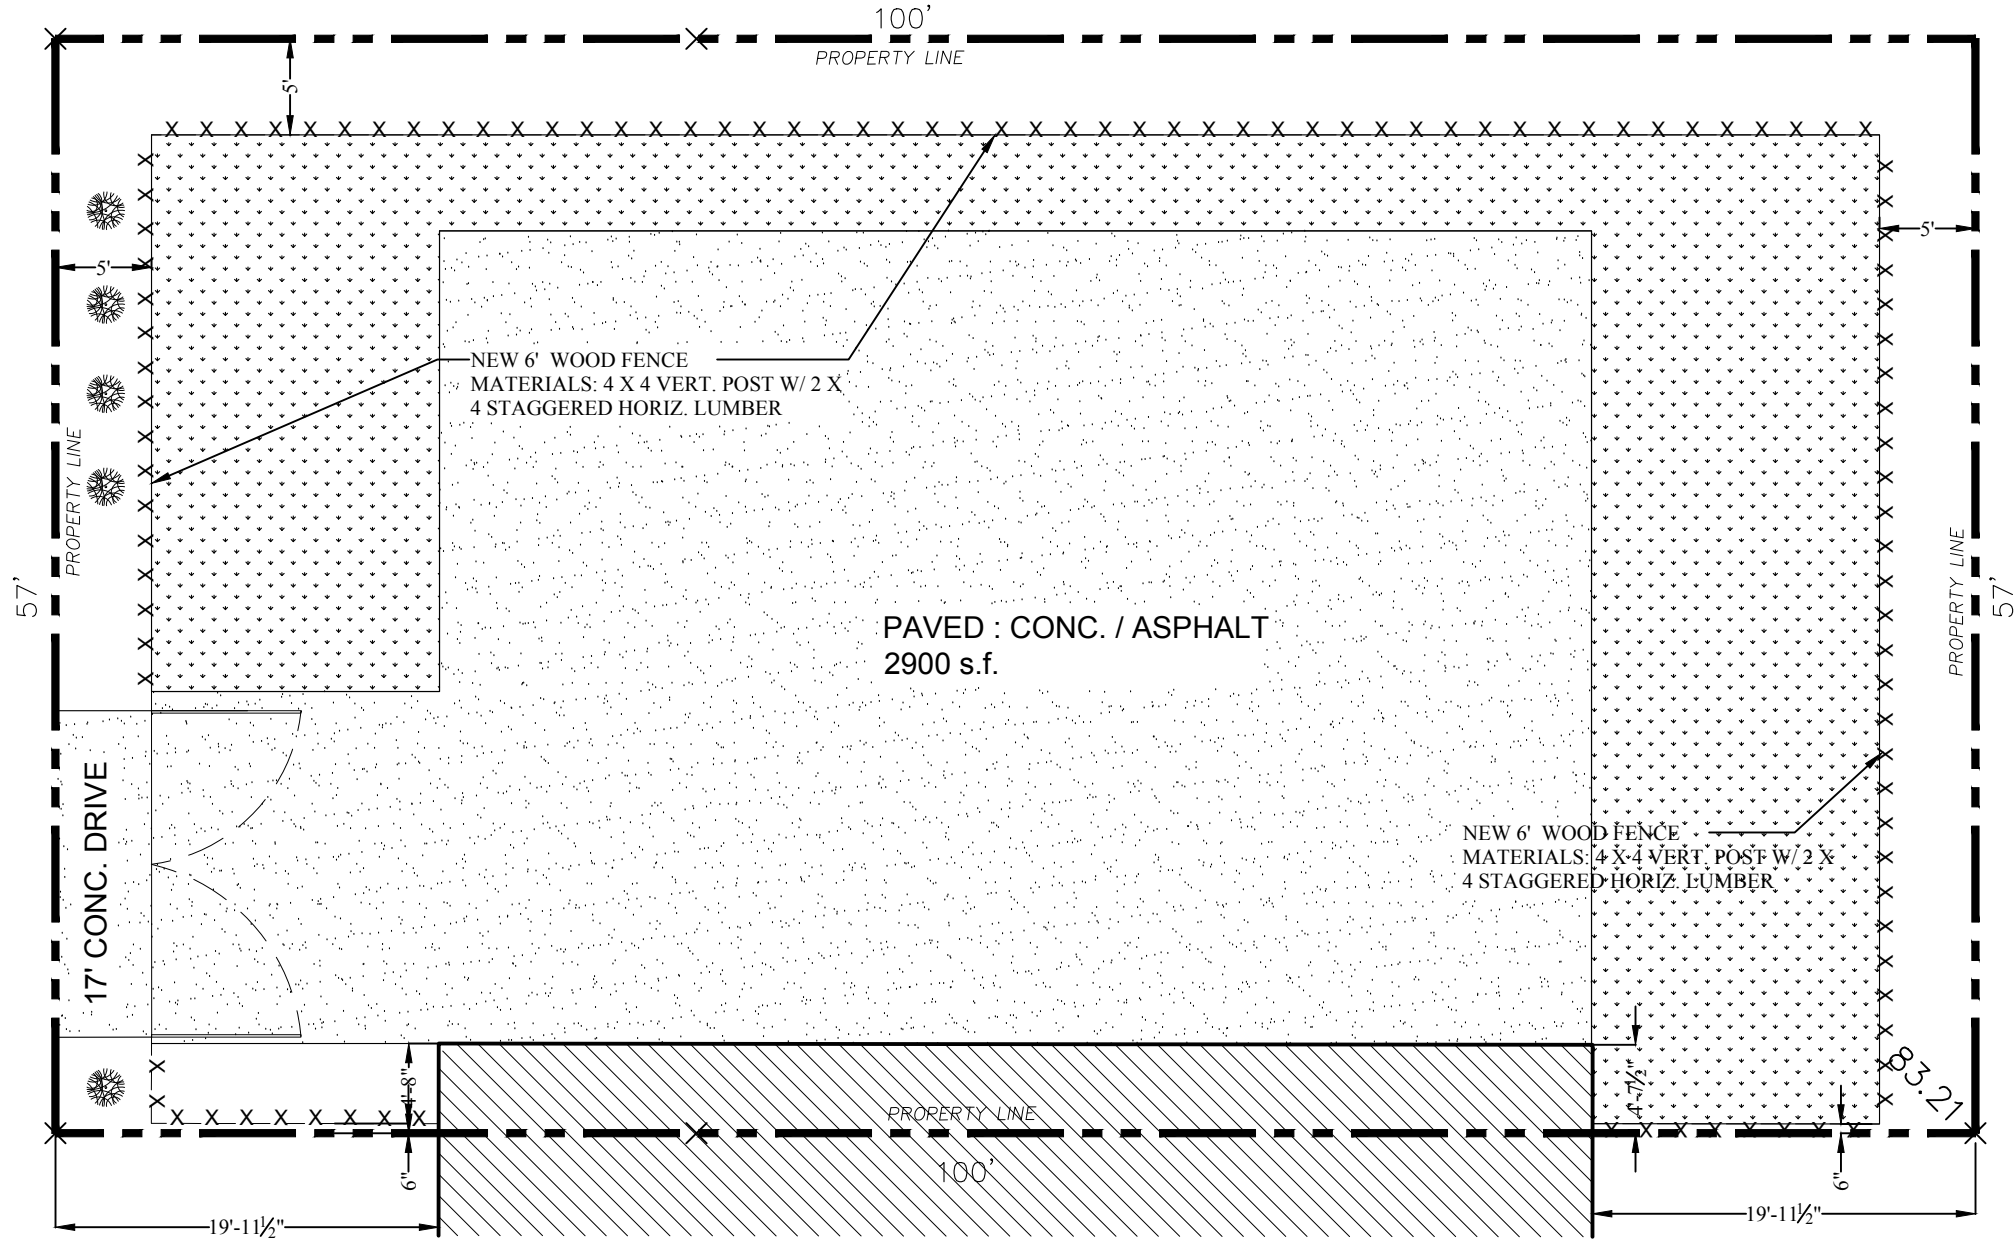 100'
PROPERTY LINE
5'
5'
5'
NEW 6' WOOD FENCE
MATERIALS: 4 X 4 VERT. POST W/ 2 X
4 STAGGERED HORIZ. LUMBER
PROPERTY LINE
57'
PROPERTY LINE
57'
PAVED : CONC. / ASPHALT
2900 s.f.
17' CONC. DRIVE
NEW 6' WOOD FENCE
MATERIALS: 4 X 4 VERT. POST W/ 2 X
4 STAGGERED HORIZ. LUMBER
4'-8"
4'-7½"
83.21
PROPERTY LINE
100'
6"
6"
19'-11½"
19'-11½"